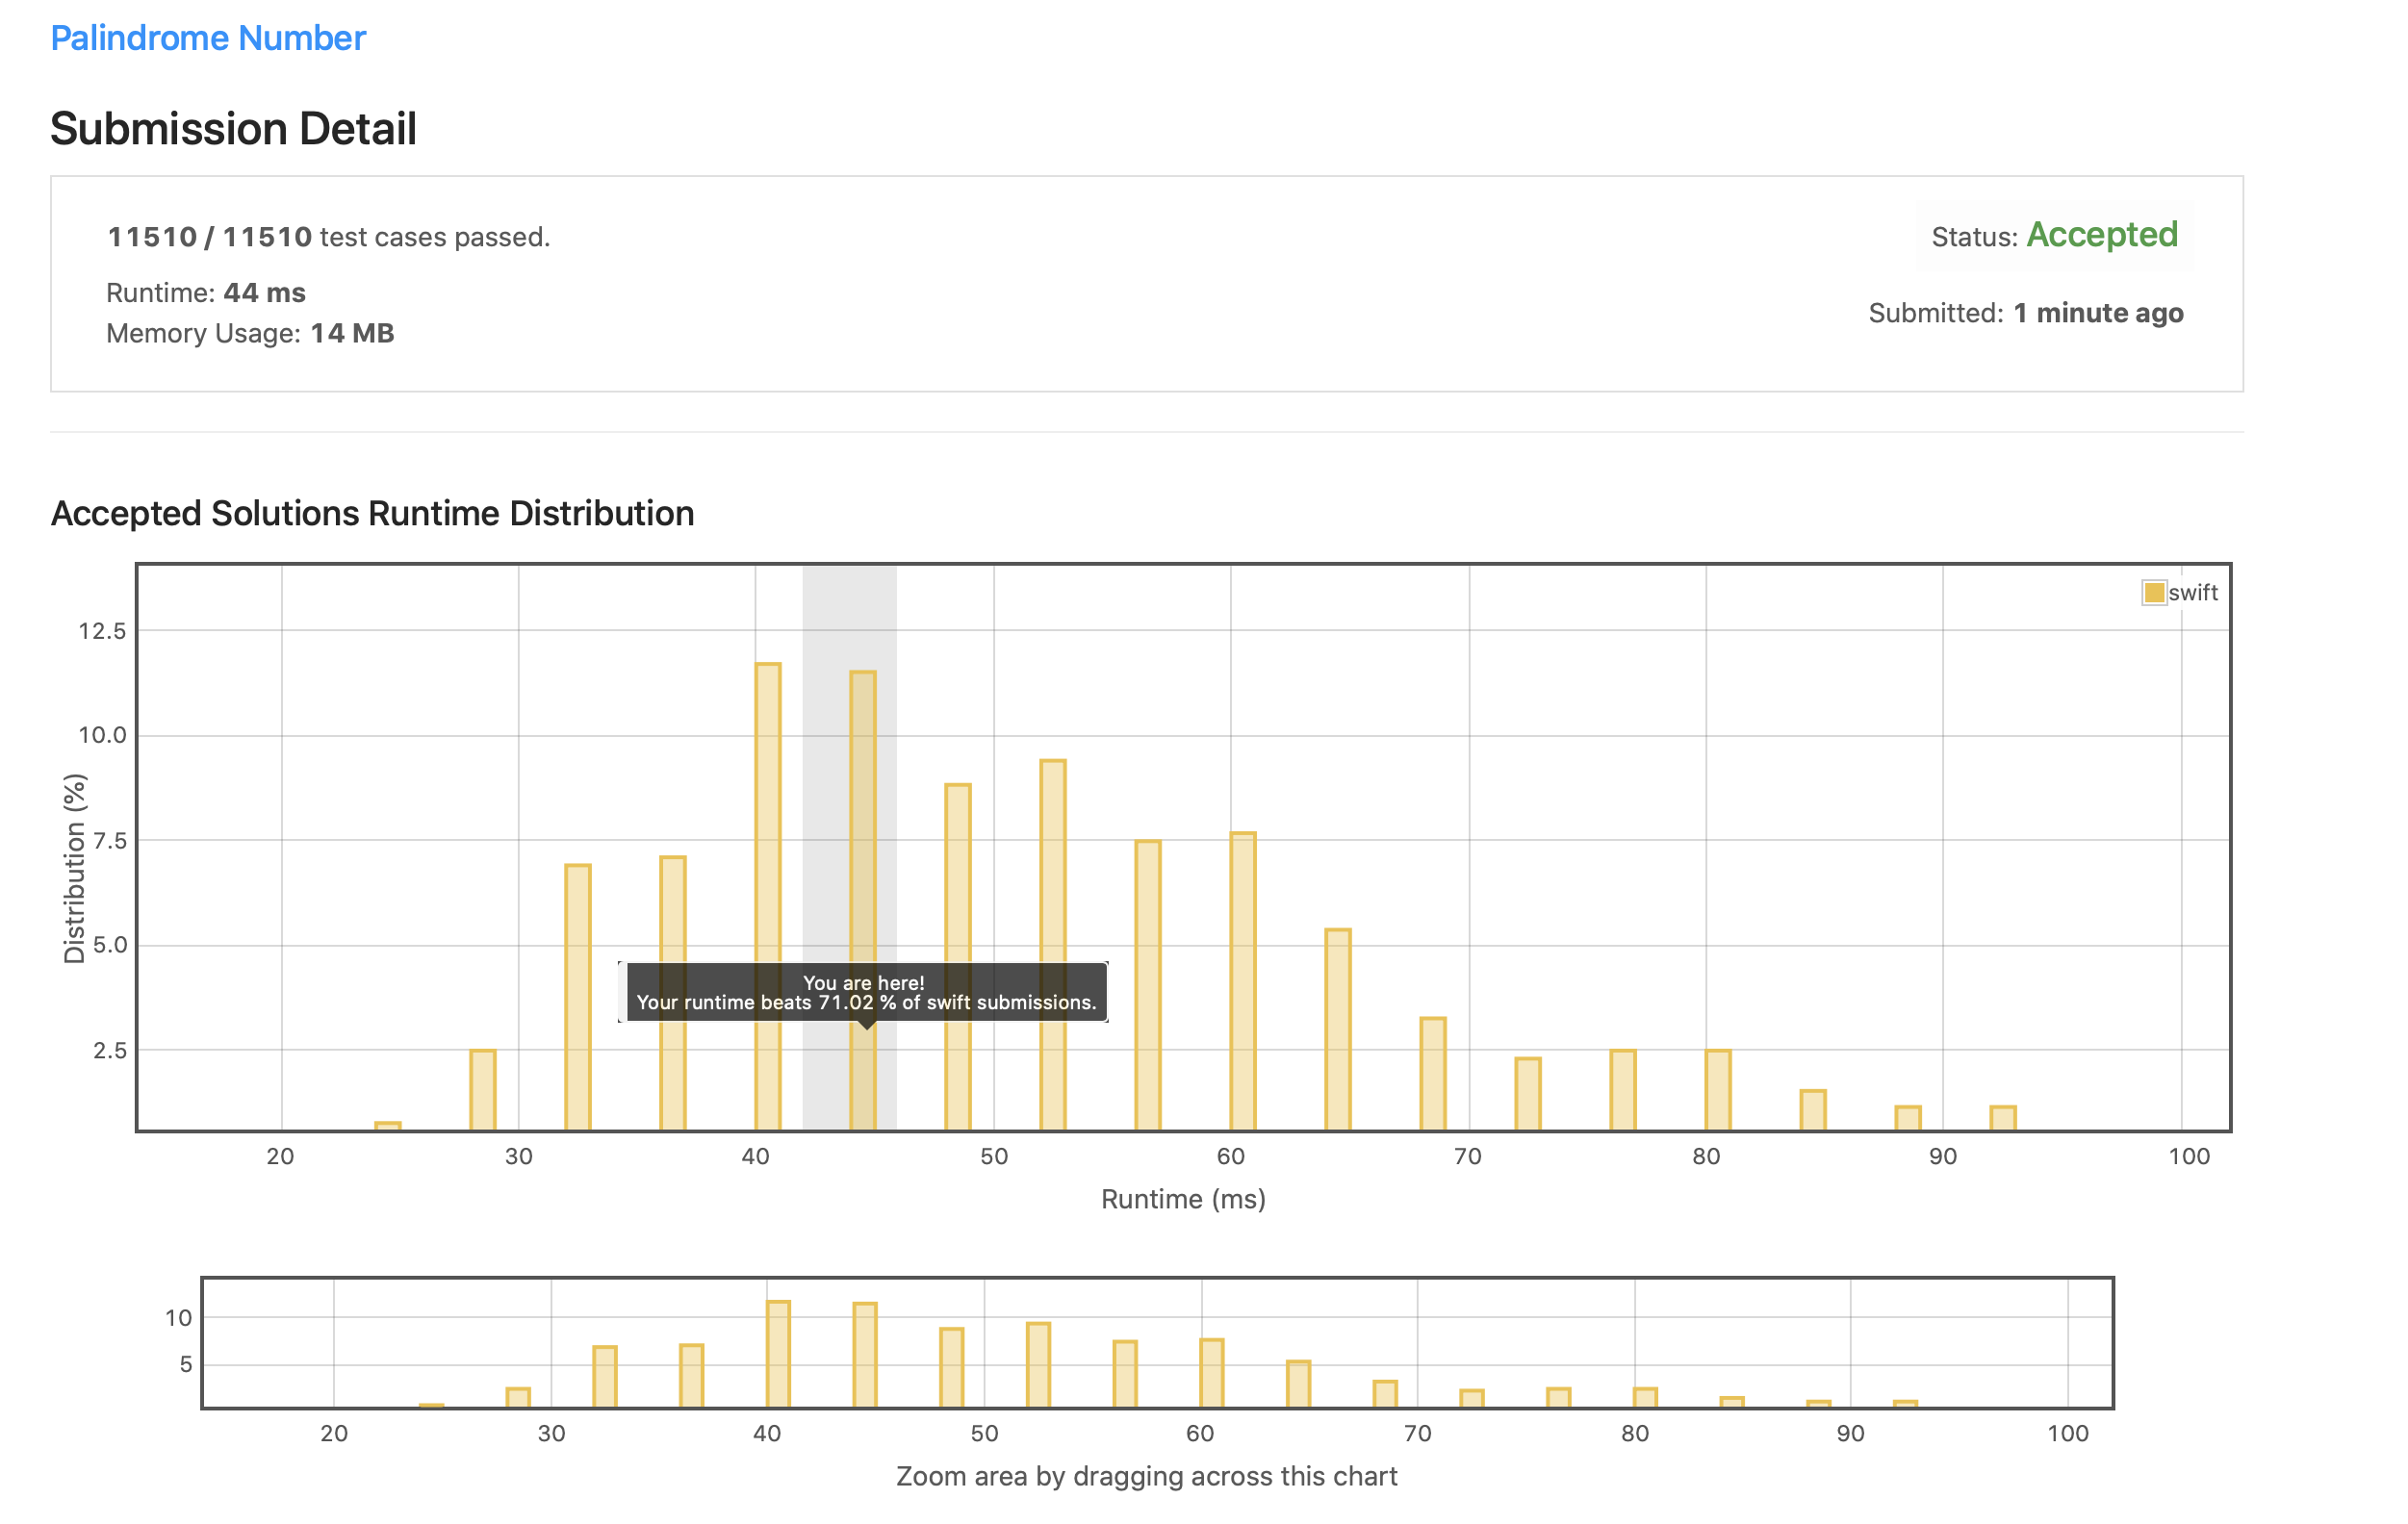 Palindrome Number
Submission Detail
11510 / 11510 test cases passed.
Status: Accepted
Runtime: 44 ms
Submitted: 1 minute ago
Memory Usage: 14 MB
Accepted Solutions Runtime Distribution
swift
12.5
10.0
7.5
5.0
2.5
Distribution (%)
You are here!
Your runtime beats 71.02 % of swift submissions.
20 30 40 50 60 70 80 90 100
Runtime (ms)
10
5
20 30 40 50 60 70 80 90 100
Zoom area by dragging across this chart